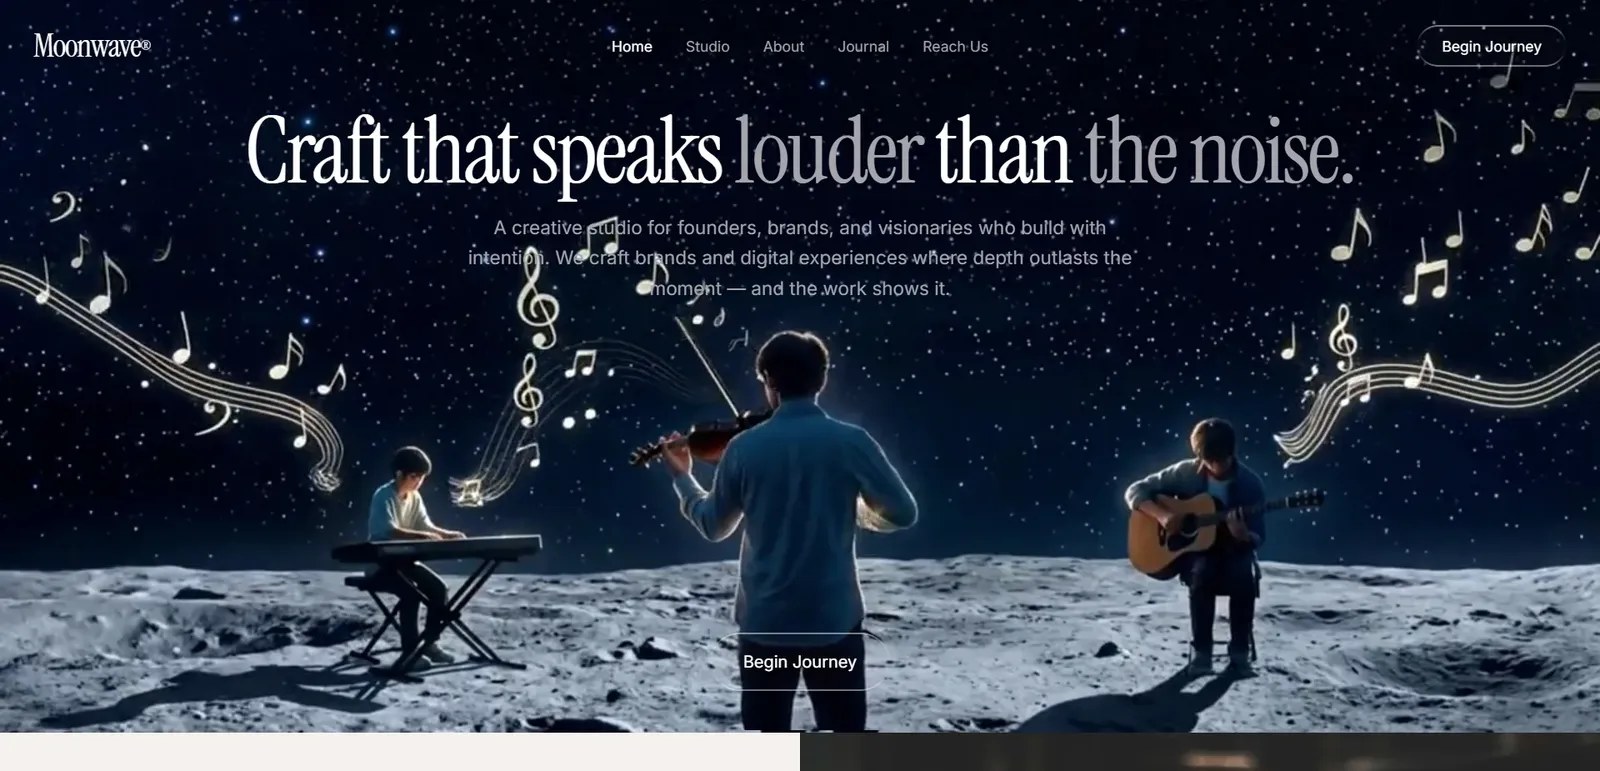 Moonwave®
Home
Studio
About
Journal
Reach Us
Begin Journey
Craft that speaks louder than the noise.
A creative studio for founders, brands, and visionaries who build with
intention. We craft brands and digital experiences where depth outlasts the
moment — and the work shows it.
Begin Journey